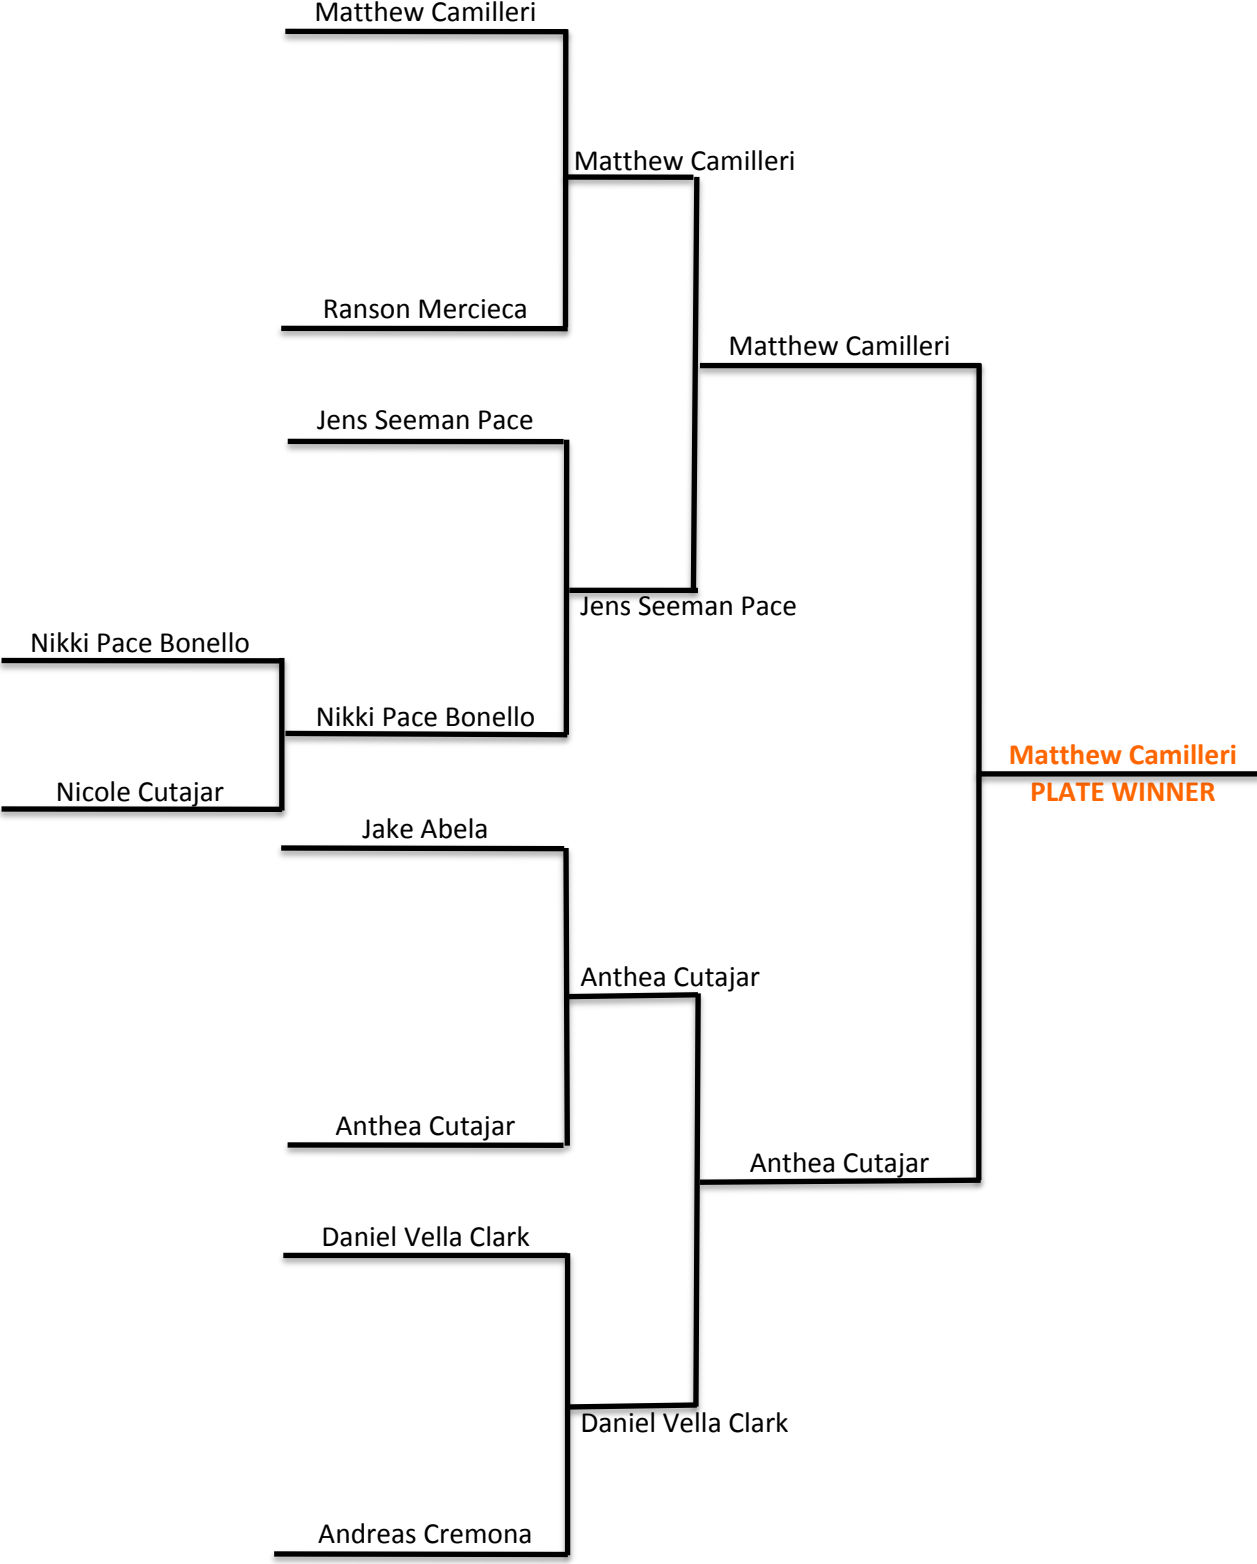 Matthew Camilleri
Matthew Camilleri
Ranson Mercieca
Matthew Camilleri
Jens Seeman Pace
Jens Seeman Pace
Nikki Pace Bonello
Nikki Pace Bonello
Matthew Camilleri
PLATE WINNER
Nicole Cutajar
Jake Abela
Anthea Cutajar
Anthea Cutajar
Anthea Cutajar
Daniel Vella Clark
Daniel Vella Clark
Andreas Cremona